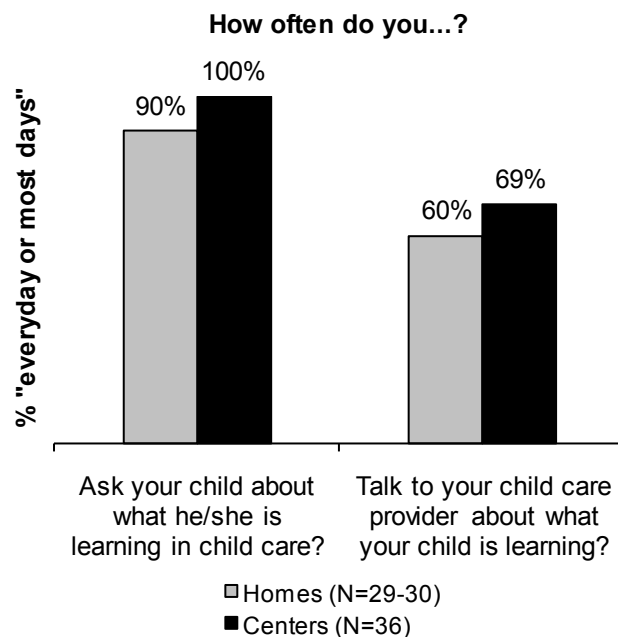 How often do you...?
% "everyday or most days"
90%
100%
60%
69%
Ask your child about
what he/she is
learning in child care?
Talk to your child care
provider about what
your child is learning?
Homes (N=29-30)
Centers (N=36)